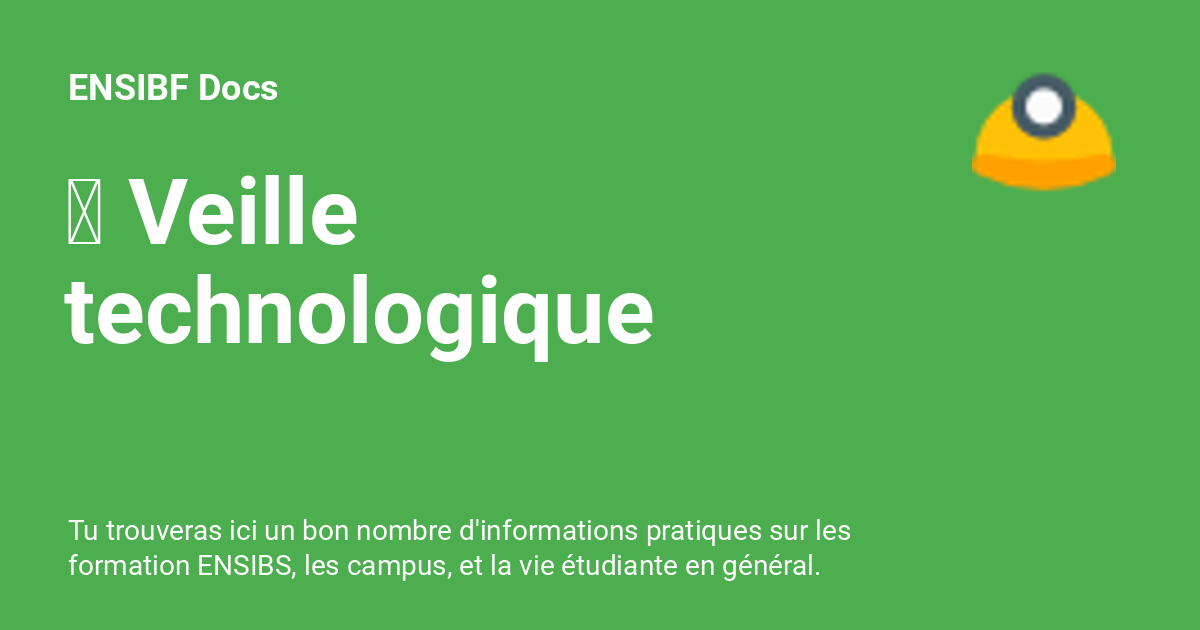 ENSIBF Docs
Veille
technologique
Tu trouveras ici un bon nombre d'informations pratiques sur les
formation ENSIBS, les campus, et la vie étudiante en général.